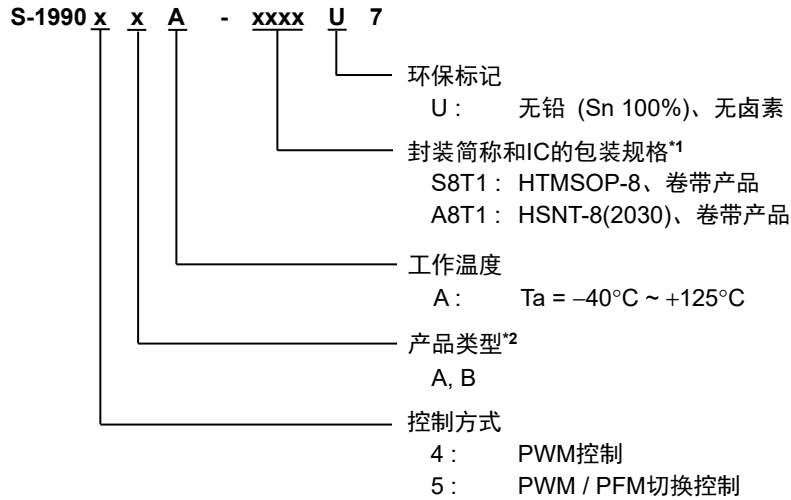 S-1990 x x A - xxxx U 7
环保标记
U : 无铅 (Sn 100%)、无卤素
封装简称和IC的包装规格*1
S8T1 : HTMSOP-8、卷带产品
A8T1 : HSNT-8(2030)、卷带产品
工作温度
A : Ta = −40°C ~ +125°C
产品类型*2
A, B
控制方式
4 : PWM控制
5 : PWM / PFM切换控制